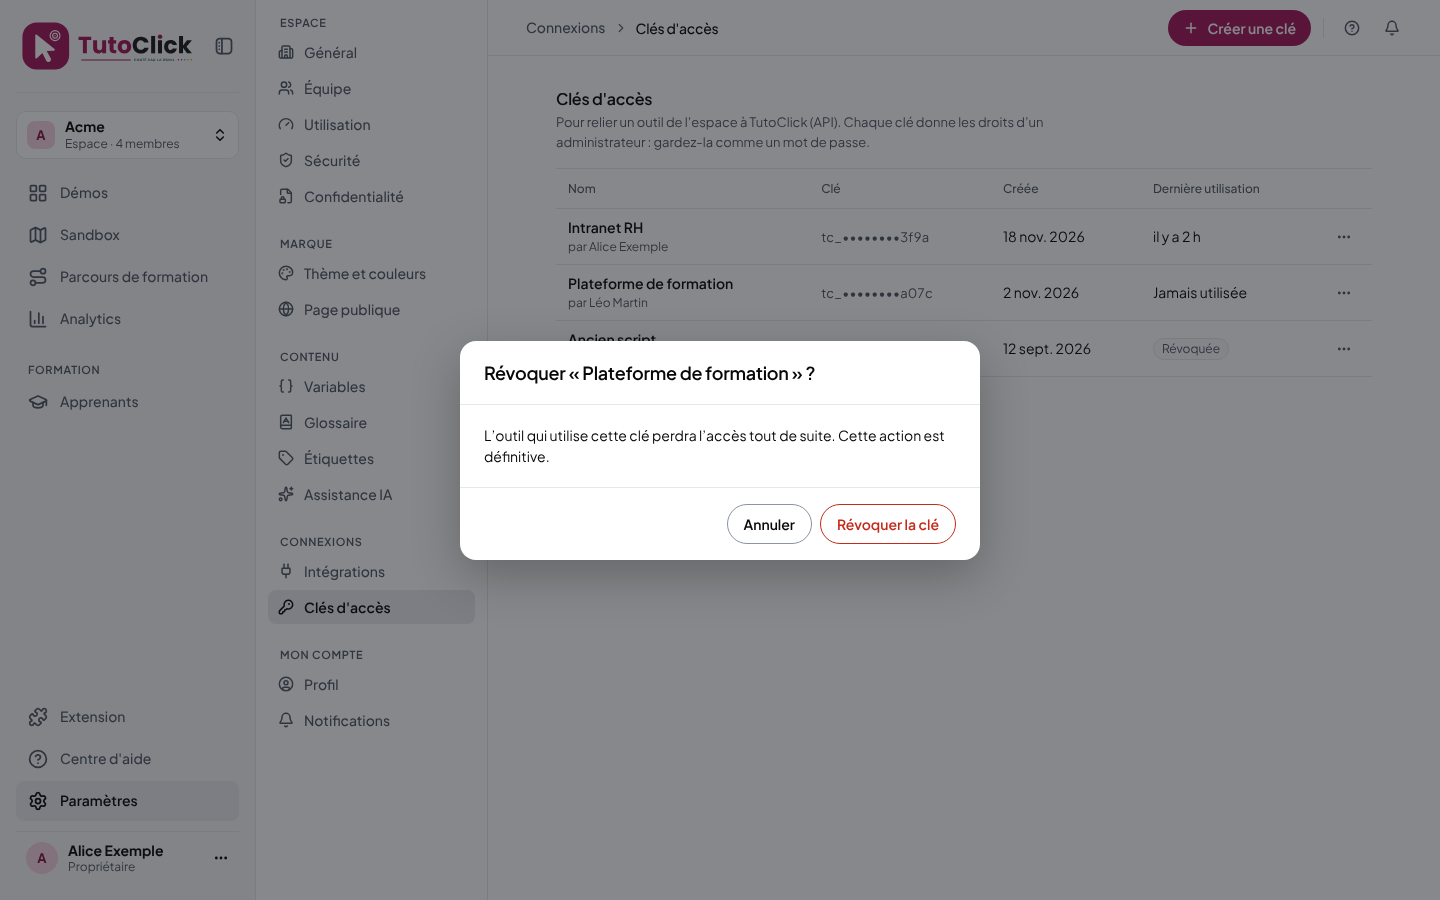 TutoClick
Acme
Espace · 4 membres
Démos
Sandbox
Parcours de formation
Analytics
FORMATION
Apprenants
Extension
Centre d'aide
Paramètres
Alice Exemple
Propriétaire
ESPACE
Général
Équipe
Utilisation
Sécurité
Confidentialité
MARQUE
Thème et couleurs
Page publique
CONTENU
Variables
Glossaire
Étiquettes
Assistance IA
CONNEXIONS
Intégrations
Clés d'accès
MON COMPTE
Profil
Notifications
Connexions > Clés d'accès
Créer une clé
Clés d'accès
Pour relier un outil de l'espace à TutoClick (API). Chaque clé donne les droits d'un
administrateur : gardez-la comme un mot de passe.
Nom Clé Créée Dernière utilisation
Intranet RH tc_••••••••3f9a 18 nov. 2026 il y a 2 h
par Alice Exemple
Plateforme de formation tc_••••••••a07c 2 nov. 2026 Jamais utilisée
par Léo Martin
Ancien script 12 sept. 2026 Révoquée
Révoquer « Plateforme de formation » ?
L'outil qui utilise cette clé perdra l'accès tout de suite. Cette action est
définitive.
Annuler
Révoquer la clé